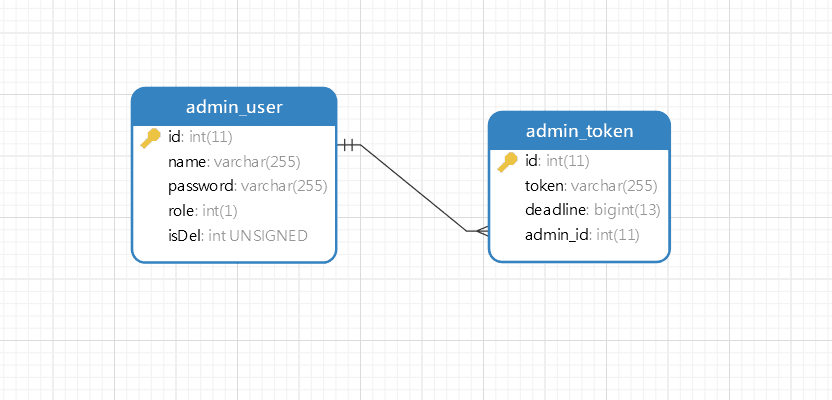 admin_user
id: int(11)
name: varchar(255)
password: varchar(255)
role: int(1)
isDel: int UNSIGNED
admin_token
id: int(11)
token: varchar(255)
deadline: bigint(13)
admin_id: int(11)